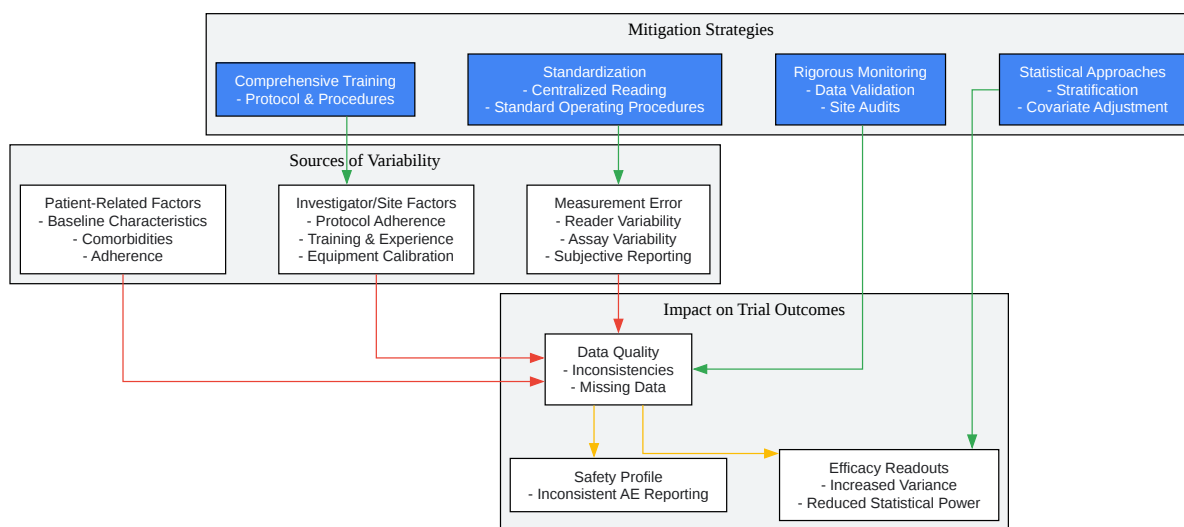 Mitigation Strategies
Comprehensive Training
- Protocol & Procedures
Standardization
- Centralized Reading
- Standard Operating Procedures
Rigorous Monitoring
- Data Validation
- Site Audits
Statistical Approaches
- Stratification
- Covariate Adjustment
Sources of Variability
Patient-Related Factors
- Baseline Characteristics
- Comorbidities
- Adherence
Investigator/Site Factors
- Protocol Adherence
- Training & Experience
- Equipment Calibration
Measurement Error
- Reader Variability
- Assay Variability
- Subjective Reporting
Impact on Trial Outcomes
Data Quality
- Inconsistencies
- Missing Data
Safety Profile
- Inconsistent AE Reporting
Efficacy Readouts
- Increased Variance
- Reduced Statistical Power